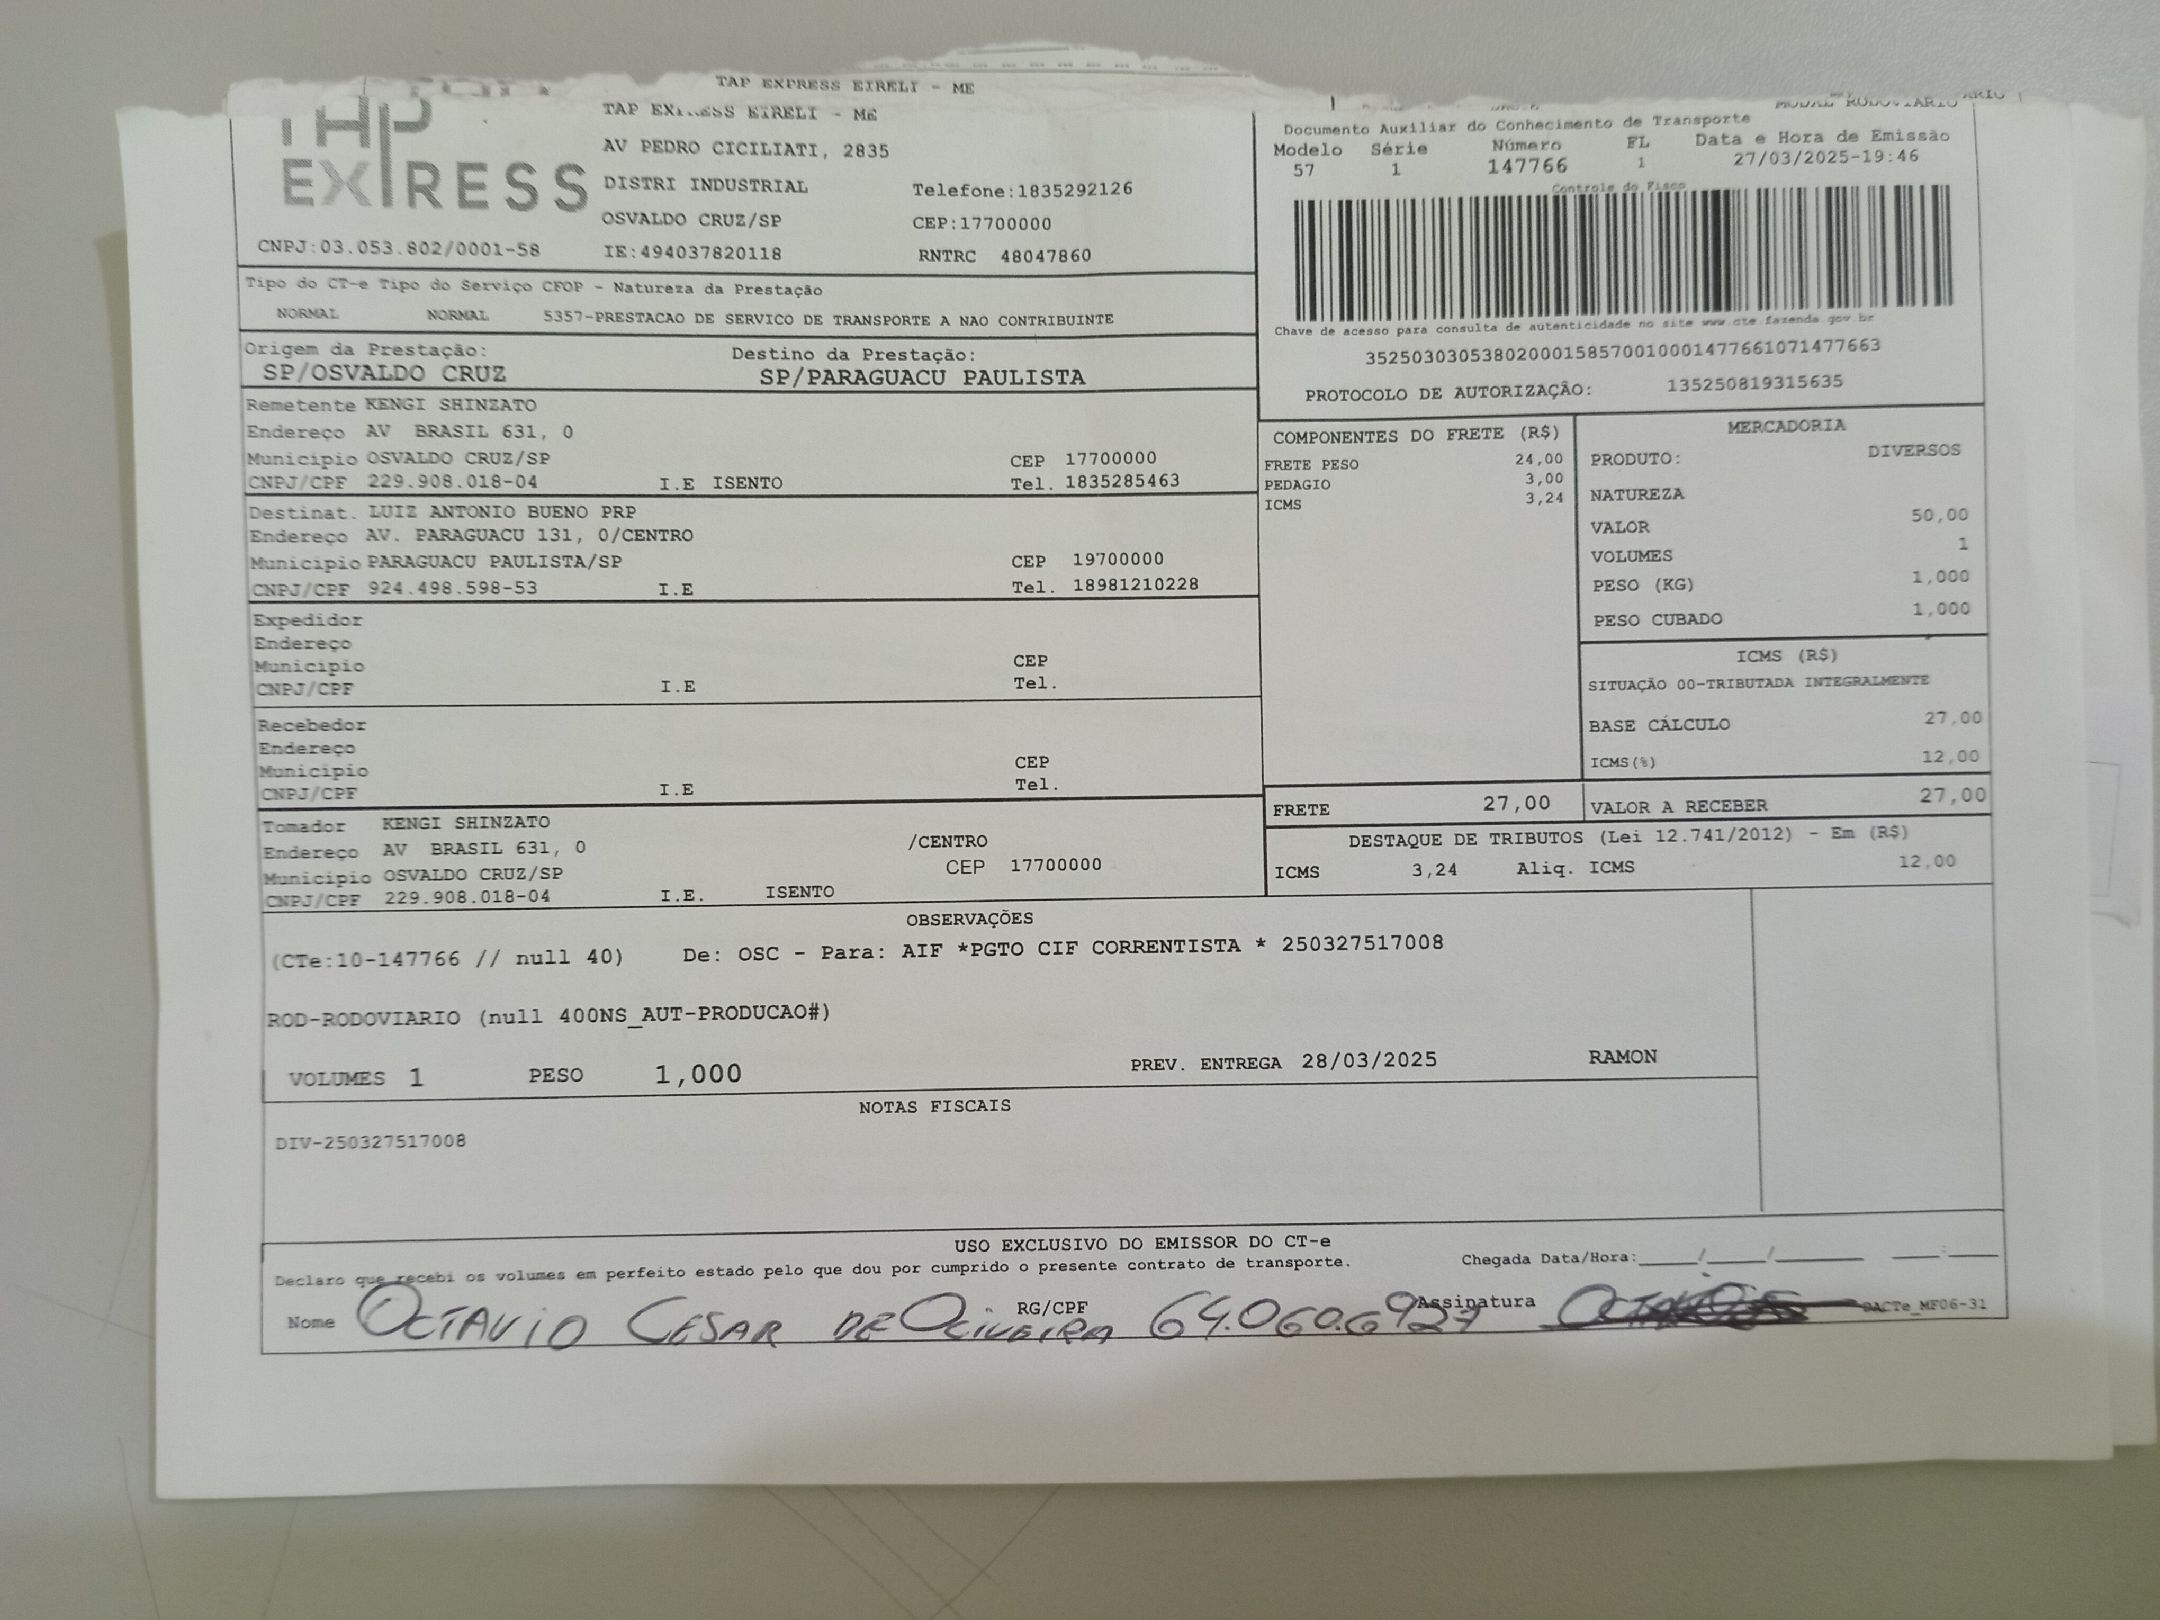 TAP EXPRESS EIRELI - ME
TAP EXPRESS
TAP EXPRESS EIRELI - ME
AV PEDRO CICILIATI, 2835
DISTRI INDUSTRIAL Telefone:1835292126
OSVALDO CRUZ/SP CEP:17700000
CNPJ:03.053.802/0001-58 IE:494037820118 RNTRC 48047860
MODAL RODOVIARIO
Documento Auxiliar do Conhecimento de Transporte
Modelo Série Número FL Data e Hora de Emissão
57 1 147766 1 27/03/2025-19:46
Controle do Fisco
Chave de acesso para consulta de autenticidade no site www.cte.fazenda.gov.br
35250303053802000158570010001477661071477663
PROTOCOLO DE AUTORIZAÇÃO: 135250819315635
Tipo do CT-e Tipo do Serviço CFOP - Natureza da Prestação
NORMAL NORMAL 5357-PRESTACAO DE SERVICO DE TRANSPORTE A NAO CONTRIBUINTE
Origem da Prestação: Destino da Prestação:
SP/OSVALDO CRUZ SP/PARAGUACU PAULISTA
Remetente KENGI SHINZATO
Endereço AV BRASIL 631, 0
Municipio OSVALDO CRUZ/SP CEP 17700000
CNPJ/CPF 229.908.018-04 I.E ISENTO Tel. 1835285463
Destinat. LUIZ ANTONIO BUENO PRP
Endereço AV. PARAGUACU 131, 0/CENTRO
Municipio PARAGUACU PAULISTA/SP CEP 19700000
CNPJ/CPF 924.498.598-53 I.E Tel. 18981210228
Expedidor
Endereço
Municipio CEP
CNPJ/CPF I.E Tel.
Recebedor
Endereço
Municipio CEP
CNPJ/CPF I.E Tel.
Tomador KENGI SHINZATO
Endereço AV BRASIL 631, 0 /CENTRO
Municipio OSVALDO CRUZ/SP CEP 17700000
CNPJ/CPF 229.908.018-04 I.E. ISENTO
COMPONENTES DO FRETE (R$)
FRETE PESO 24,00
PEDAGIO 3,00
ICMS 3,24
MERCADORIA
PRODUTO: DIVERSOS
NATUREZA
VALOR 50,00
VOLUMES 1
PESO (KG) 1,000
PESO CUBADO 1,000
ICMS (R$)
SITUAÇÃO 00-TRIBUTADA INTEGRALMENTE
BASE CÁLCULO 27,00
ICMS(%) 12,00
FRETE 27,00 VALOR A RECEBER 27,00
DESTAQUE DE TRIBUTOS (Lei 12.741/2012) - Em (R$)
ICMS 3,24 Aliq. ICMS 12,00
OBSERVAÇÕES
(CTe:10-147766 // null 40) De: OSC - Para: AIF *PGTO CIF CORRENTISTA * 250327517008
ROD-RODOVIARIO (null 400NS_AUT-PRODUCAO#)
VOLUMES 1 PESO 1,000 PREV. ENTREGA 28/03/2025 RAMON
NOTAS FISCAIS
DIV-250327517008
USO EXCLUSIVO DO EMISSOR DO CT-e
Declaro que recebi os volumes em perfeito estado pelo que dou por cumprido o presente contrato de transporte. Chegada Data/Hora:____/____/________ ____:____
Nome OCTAVIO CESAR DE OLIVEIRA RG/CPF 64.060.6927 Assinatura DACTe_MF06-31